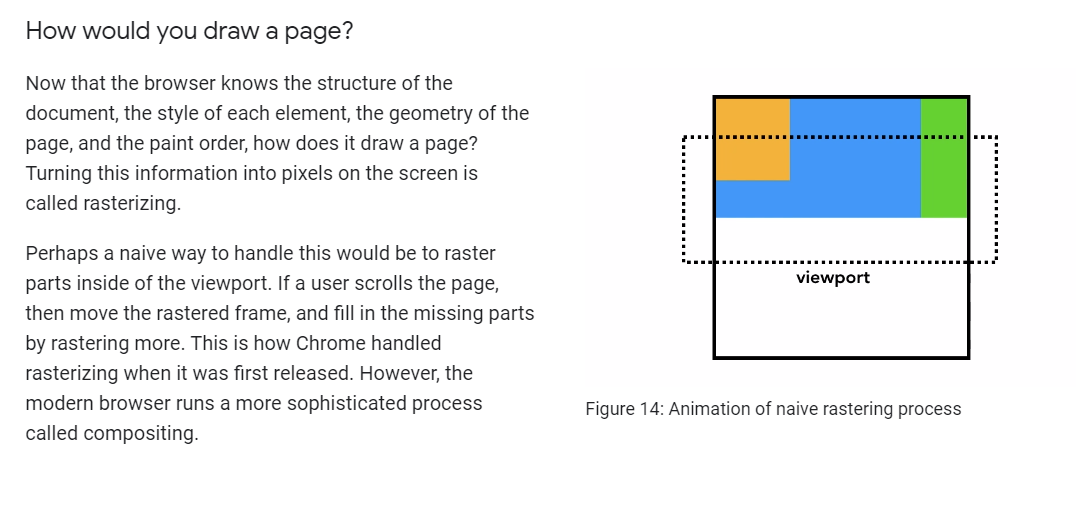 How would you draw a page?
Now that the browser knows the structure of the
document, the style of each element, the geometry of the
page, and the paint order, how does it draw a page?
Turning this information into pixels on the screen is
called rasterizing.
Perhaps a naive way to handle this would be to raster
parts inside of the viewport. If a user scrolls the page,
then move the rastered frame, and fill in the missing parts
by rastering more. This is how Chrome handled
rasterizing when it was first released. However, the
modern browser runs a more sophisticated process
called compositing.
viewport
Figure 14: Animation of naive rastering process